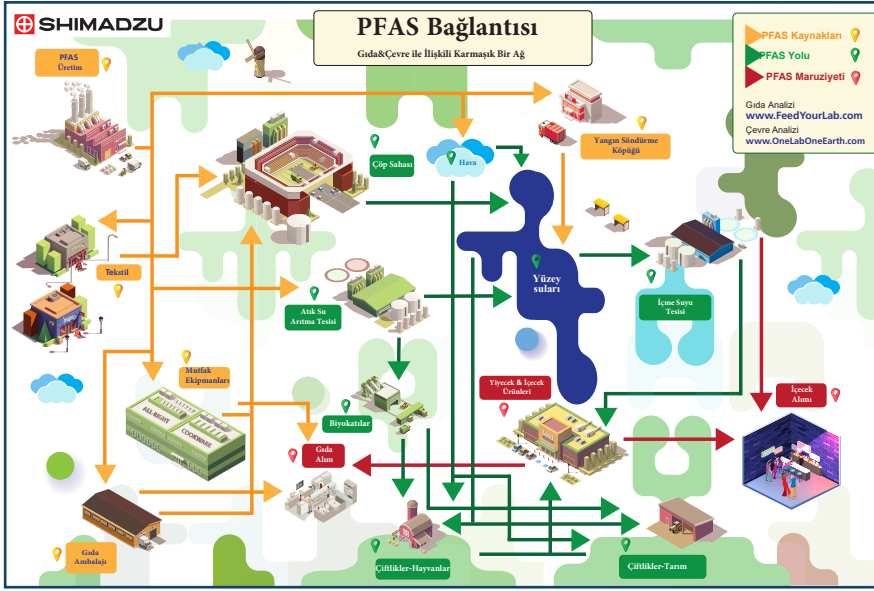 SHIMADZU
PFAS Bağlantısı
Gıda&Çevre ile İlişkili Karmaşık Bir Ağ
PFAS Kaynakları
PFAS Yolu
PFAS Maruziyeti
Gıda Analizi
www.FeedYourLab.com
Çevre Analizi
www.OneLabOneEarth.com
PFAS
Üretim
Yangın Söndürme
Köpüğü
Çöp Sahası
Hava
Tekstil
Yüzey
suları
İçme Suyu
Tesisi
Atık Su
Arıtma Tesisi
Mutfak
Ekipmanları
ALL RIGHT
COOKWARE
Yiyecek & İçecek
Ürünleri
İçecek Alımı
Biyokatılar
Gıda
Alım
Gıda
Ambalajı
Çiftlikler-Hayvanlar
Çiftlikler-Tarım